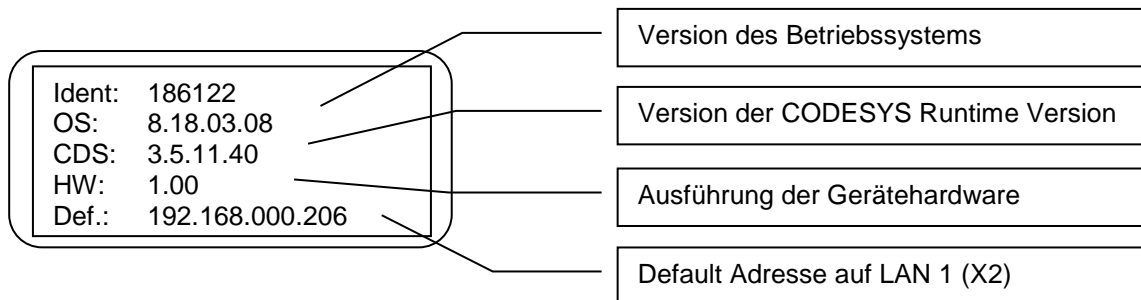 Ident: 186122
OS: 8.18.03.08
CDS: 3.5.11.40
HW: 1.00
Def.: 192.168.000.206
Version des Betriebssystems
Version der CODESYS Runtime Version
Ausführung der Gerätehardware
Default Adresse auf LAN 1 (X2)